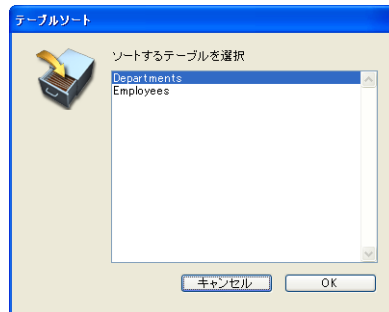 テーブルソート
ソートするテーブルを選択
Departments
Employees
キャンセル
OK